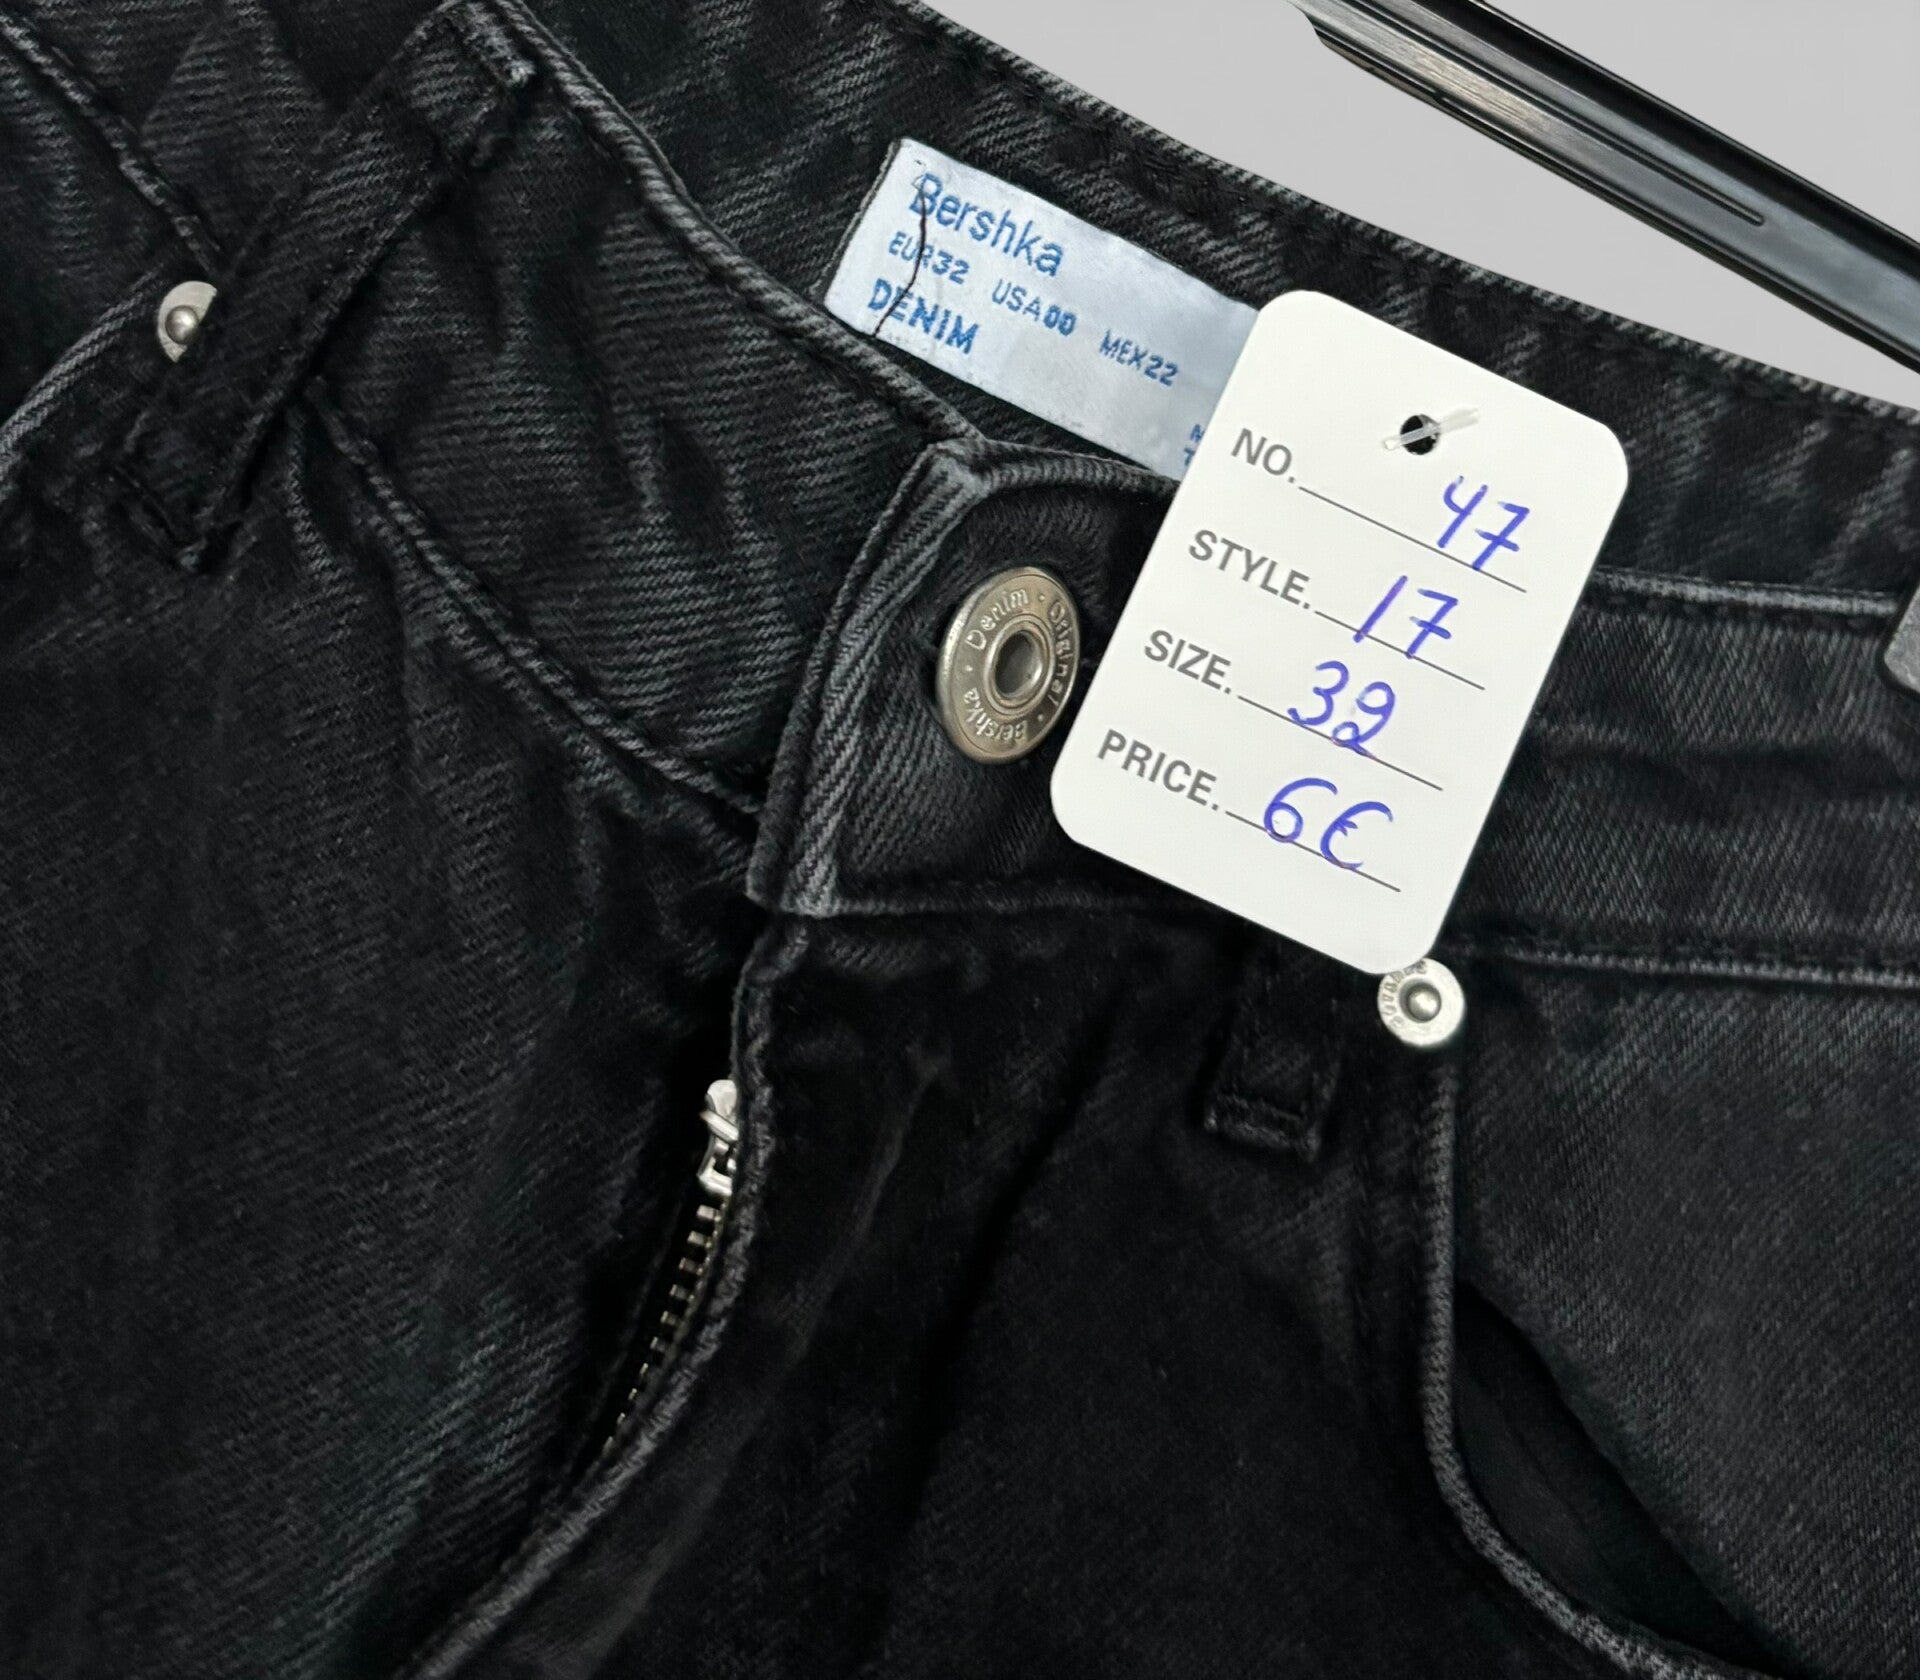 Bershka
EUR32 USA00 MEX22
DENIM
NO. 47
STYLE. 17
SIZE. 32
PRICE. 6€
Denim · Original · Bershka ·